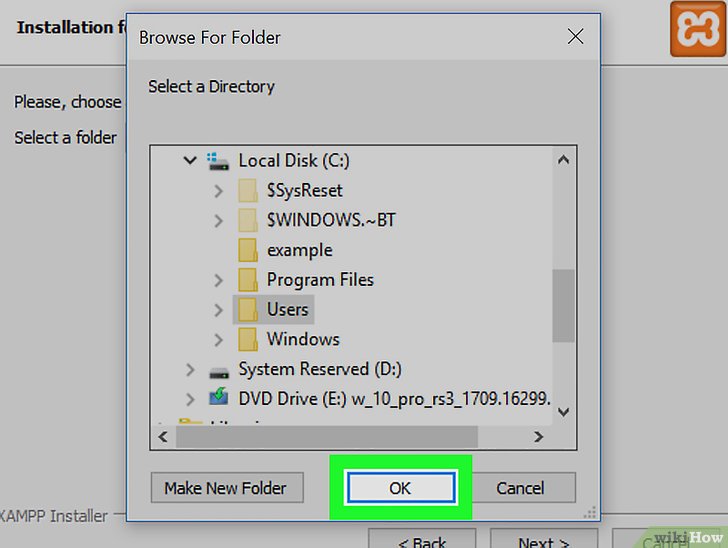 Installation f
Browse For Folder
Select a Directory
Please, choose
Select a folder
Local Disk (C:)
$SysReset
$WINDOWS.~BT
example
Program Files
Users
Windows
System Reserved (D:)
DVD Drive (E:) w_10_pro_rs3_1709.16299.
Make New Folder
OK
Cancel
XAMPP Installer
< Back
Next >
Cancel
wikiHow